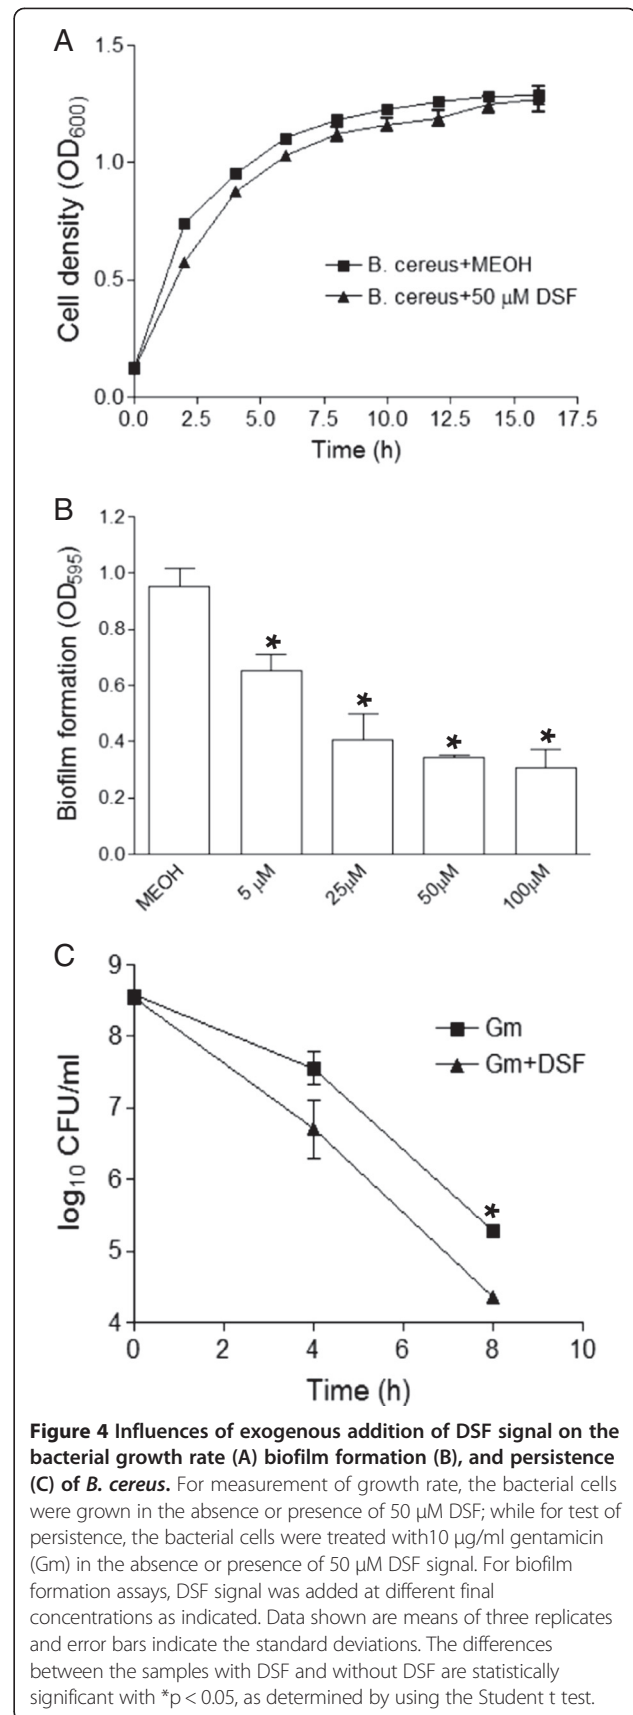 A
1.5
1.0
0.5
0.0
Cell density (OD600)
B. cereus+MEOH
B. cereus+50 μM DSF
0.0 2.5 5.0 7.5 10.0 12.5 15.0 17.5
Time (h)
B
1.2
1.0
0.8
0.6
0.4
0.2
0.0
Biofilm formation (OD595)
* * * *
MEOH 5 μM 25μM 50μM 100μM
C
9
8
7
6
5
4
log10 CFU/ml
Gm
Gm+DSF
*
0 2 4 6 8 10
Time (h)
Figure 4 Influences of exogenous addition of DSF signal on the
bacterial growth rate (A) biofilm formation (B), and persistence
(C) of B. cereus. For measurement of growth rate, the bacterial cells
were grown in the absence or presence of 50 μM DSF; while for test of
persistence, the bacterial cells were treated with10 μg/ml gentamicin
(Gm) in the absence or presence of 50 μM DSF signal. For biofilm
formation assays, DSF signal was added at different final
concentrations as indicated. Data shown are means of three replicates
and error bars indicate the standard deviations. The differences
between the samples with DSF and without DSF are statistically
significant with *p < 0.05, as determined by using the Student t test.